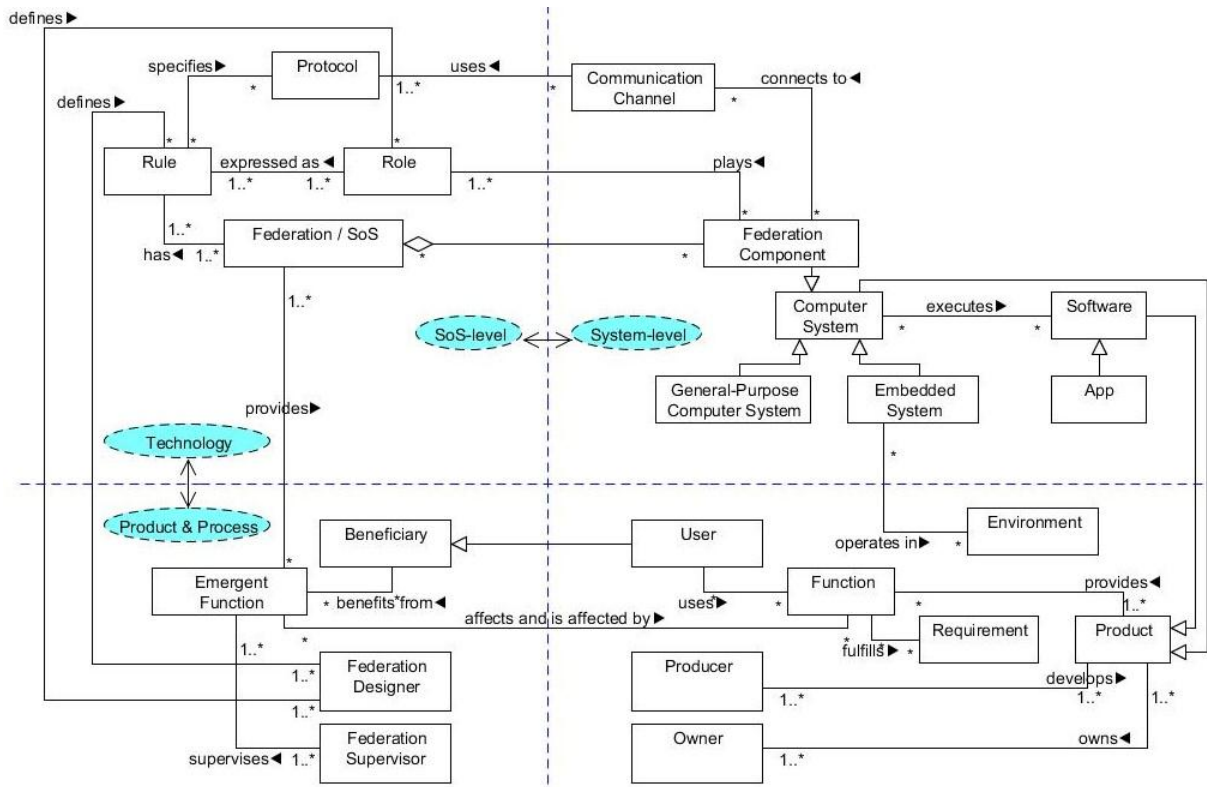 defines►
specifies►
Protocol
*
uses◄
1..*
*
Communication
Channel
connects to◄
*
defines►
*
*
*
Rule
expressed as◄
1..*
1..*
Role
1..*
plays◄
*
*
1..*
has◄
1..*
Federation / SoS
*
*
Federation
Component
1..*
Computer
System
executes►
*
*
Software
SoS-level
System-level
General-Purpose
Computer System
Embedded
System
App
provides►
Technology
*
Product & Process
Beneficiary
User
Environment
operates in►
*
*
Emergent
Function
*
benefits from◄
*
uses►
*
*
Function
*
provides◄
1..*
affects and is affected by►
*
*
fulfills►
*
*
Requirement
Product
1..*
Federation
Designer
1..*
1..*
Producer
1..*
develops►
1..*
1..*
supervises◄
1..*
Federation
Supervisor
Owner
1..*
owns◄